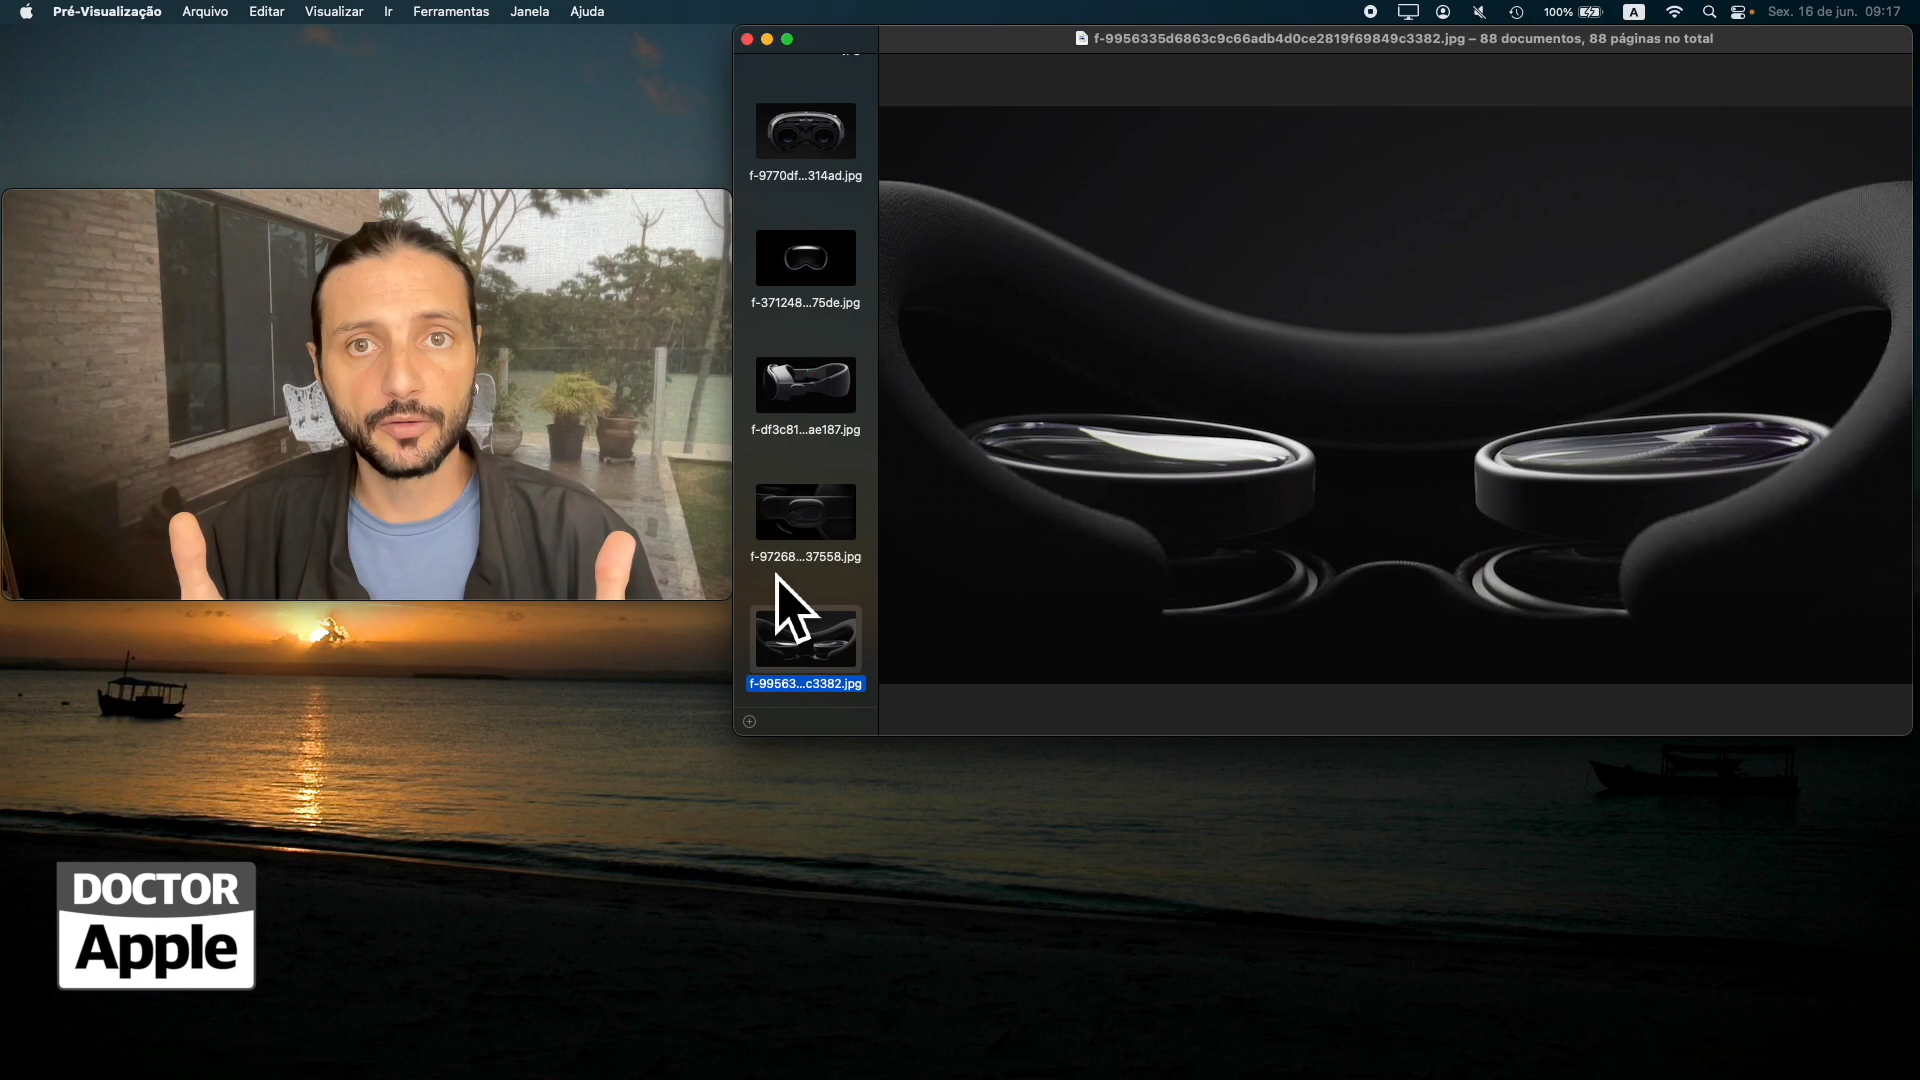 Pré-Visualização Arquivo Editar Visualizar Ir Ferramentas Janela Ajuda 100% A Sex. 16 de jun. 09:17
f-9956335d6863c9c66adb4d0ce2819f69849c3382.jpg – 88 documentos, 88 páginas no total
f-9770df...314ad.jpg
f-371248...75de.jpg
f-df3c81...ae187.jpg
f-97268...37558.jpg
f-99563...c3382.jpg
DOCTOR
Apple